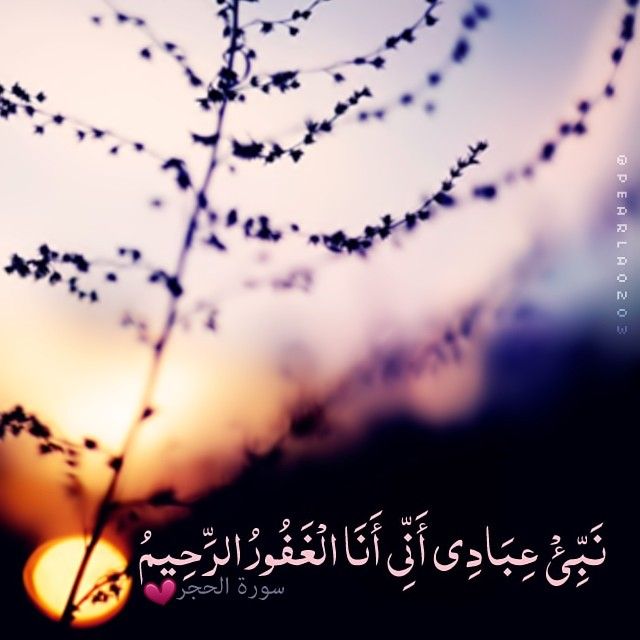 @PEARLA0203
نَبِّئْ عِبَادِى أَنِّى أَنَا الْغَفُورُ الرَّحِيمُ
سورة الحجر💕